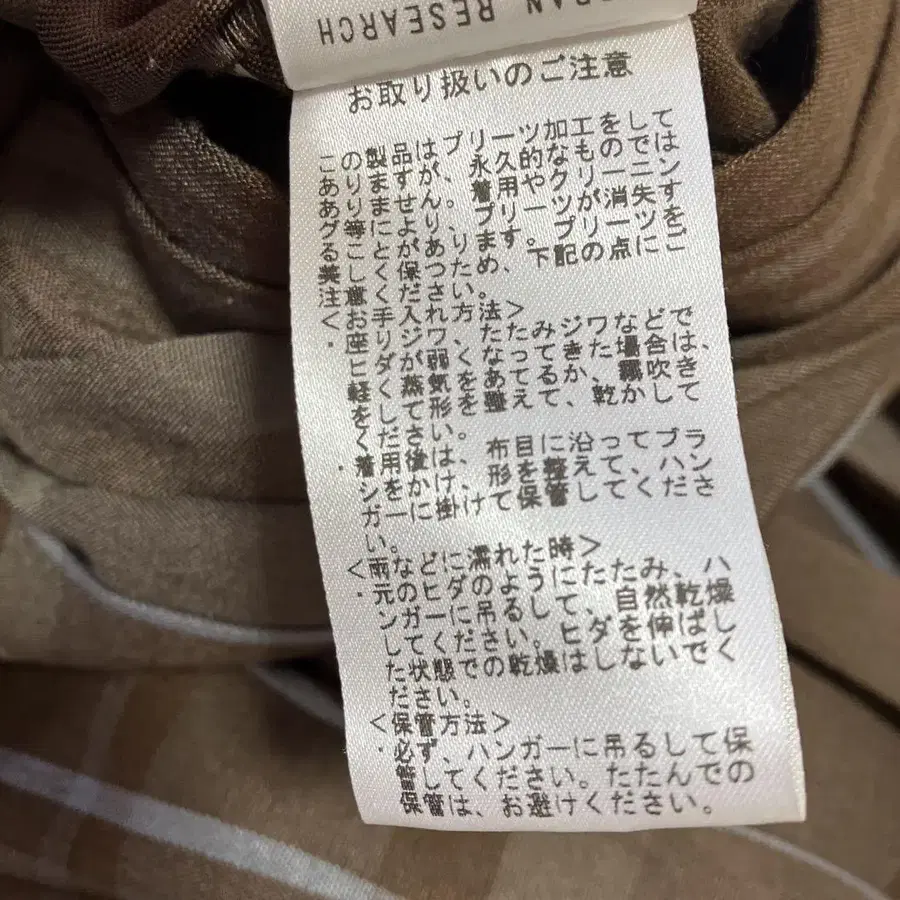 BAN RESEARCH
お取り扱いのご注意
この製品はプリーツ加工をして
ありますが、永久的なものでは
ありません。着用やクリーニン
グ等により、プリーツが消失す
ることがあります。プリーツを
美しく保つため、下記の点にご
注意ください。
<お手入れ方法>
・座りジワ、たたみジワなどで
ヒダが弱くなってきた場合は、
軽く蒸気をあてるか、霧吹き
をして形を整えて、乾かして
ください。
・着用後は、布目に沿ってブラ
シをかけ、形を整えて、ハン
ガーに掛けて保管してくださ
い。
<雨などに濡れた時>
・元のヒダのようにたたみ、ハ
ンガーに吊るして、自然乾燥
してください。ヒダを伸ばし
た状態での乾燥はしないでく
ださい。
<保管方法>
・必ず、ハンガーに吊るして保
管してください。たたんでの
保管は、お避けください。